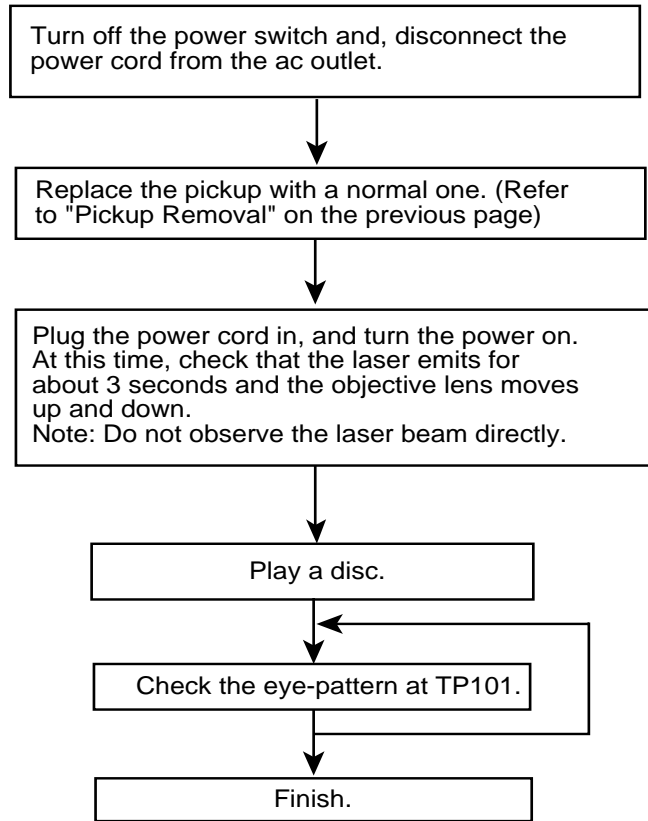 Turn off the power switch and, disconnect the
power cord from the ac outlet.
Replace the pickup with a normal one. (Refer
to "Pickup Removal" on the previous page)
Plug the power cord in, and turn the power on.
At this time, check that the laser emits for
about 3 seconds and the objective lens moves
up and down.
Note: Do not observe the laser beam directly.
Play a disc.
Check the eye-pattern at TP101.
Finish.